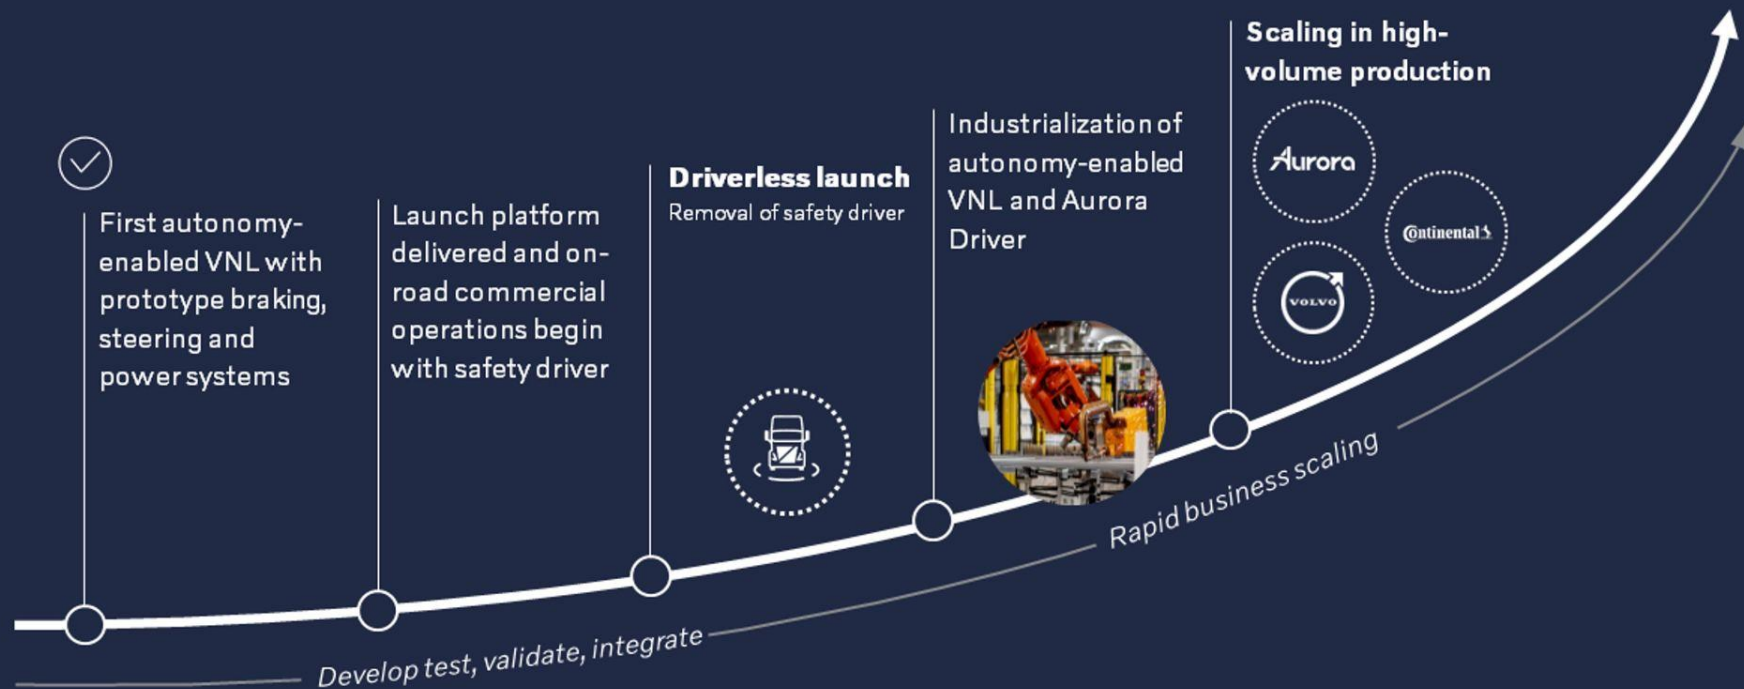 First autonomy-
enabled VNL with
prototype braking,
steering and
power systems
Launch platform
delivered and on-
road commercial
operations begin
with safety driver
Driverless launch
Removal of safety driver
Industrialization of
autonomy-enabled
VNL and Aurora
Driver
Scaling in high-
volume production
Aurora
Continental
VOLVO
Develop test, validate, integrate
Rapid business scaling